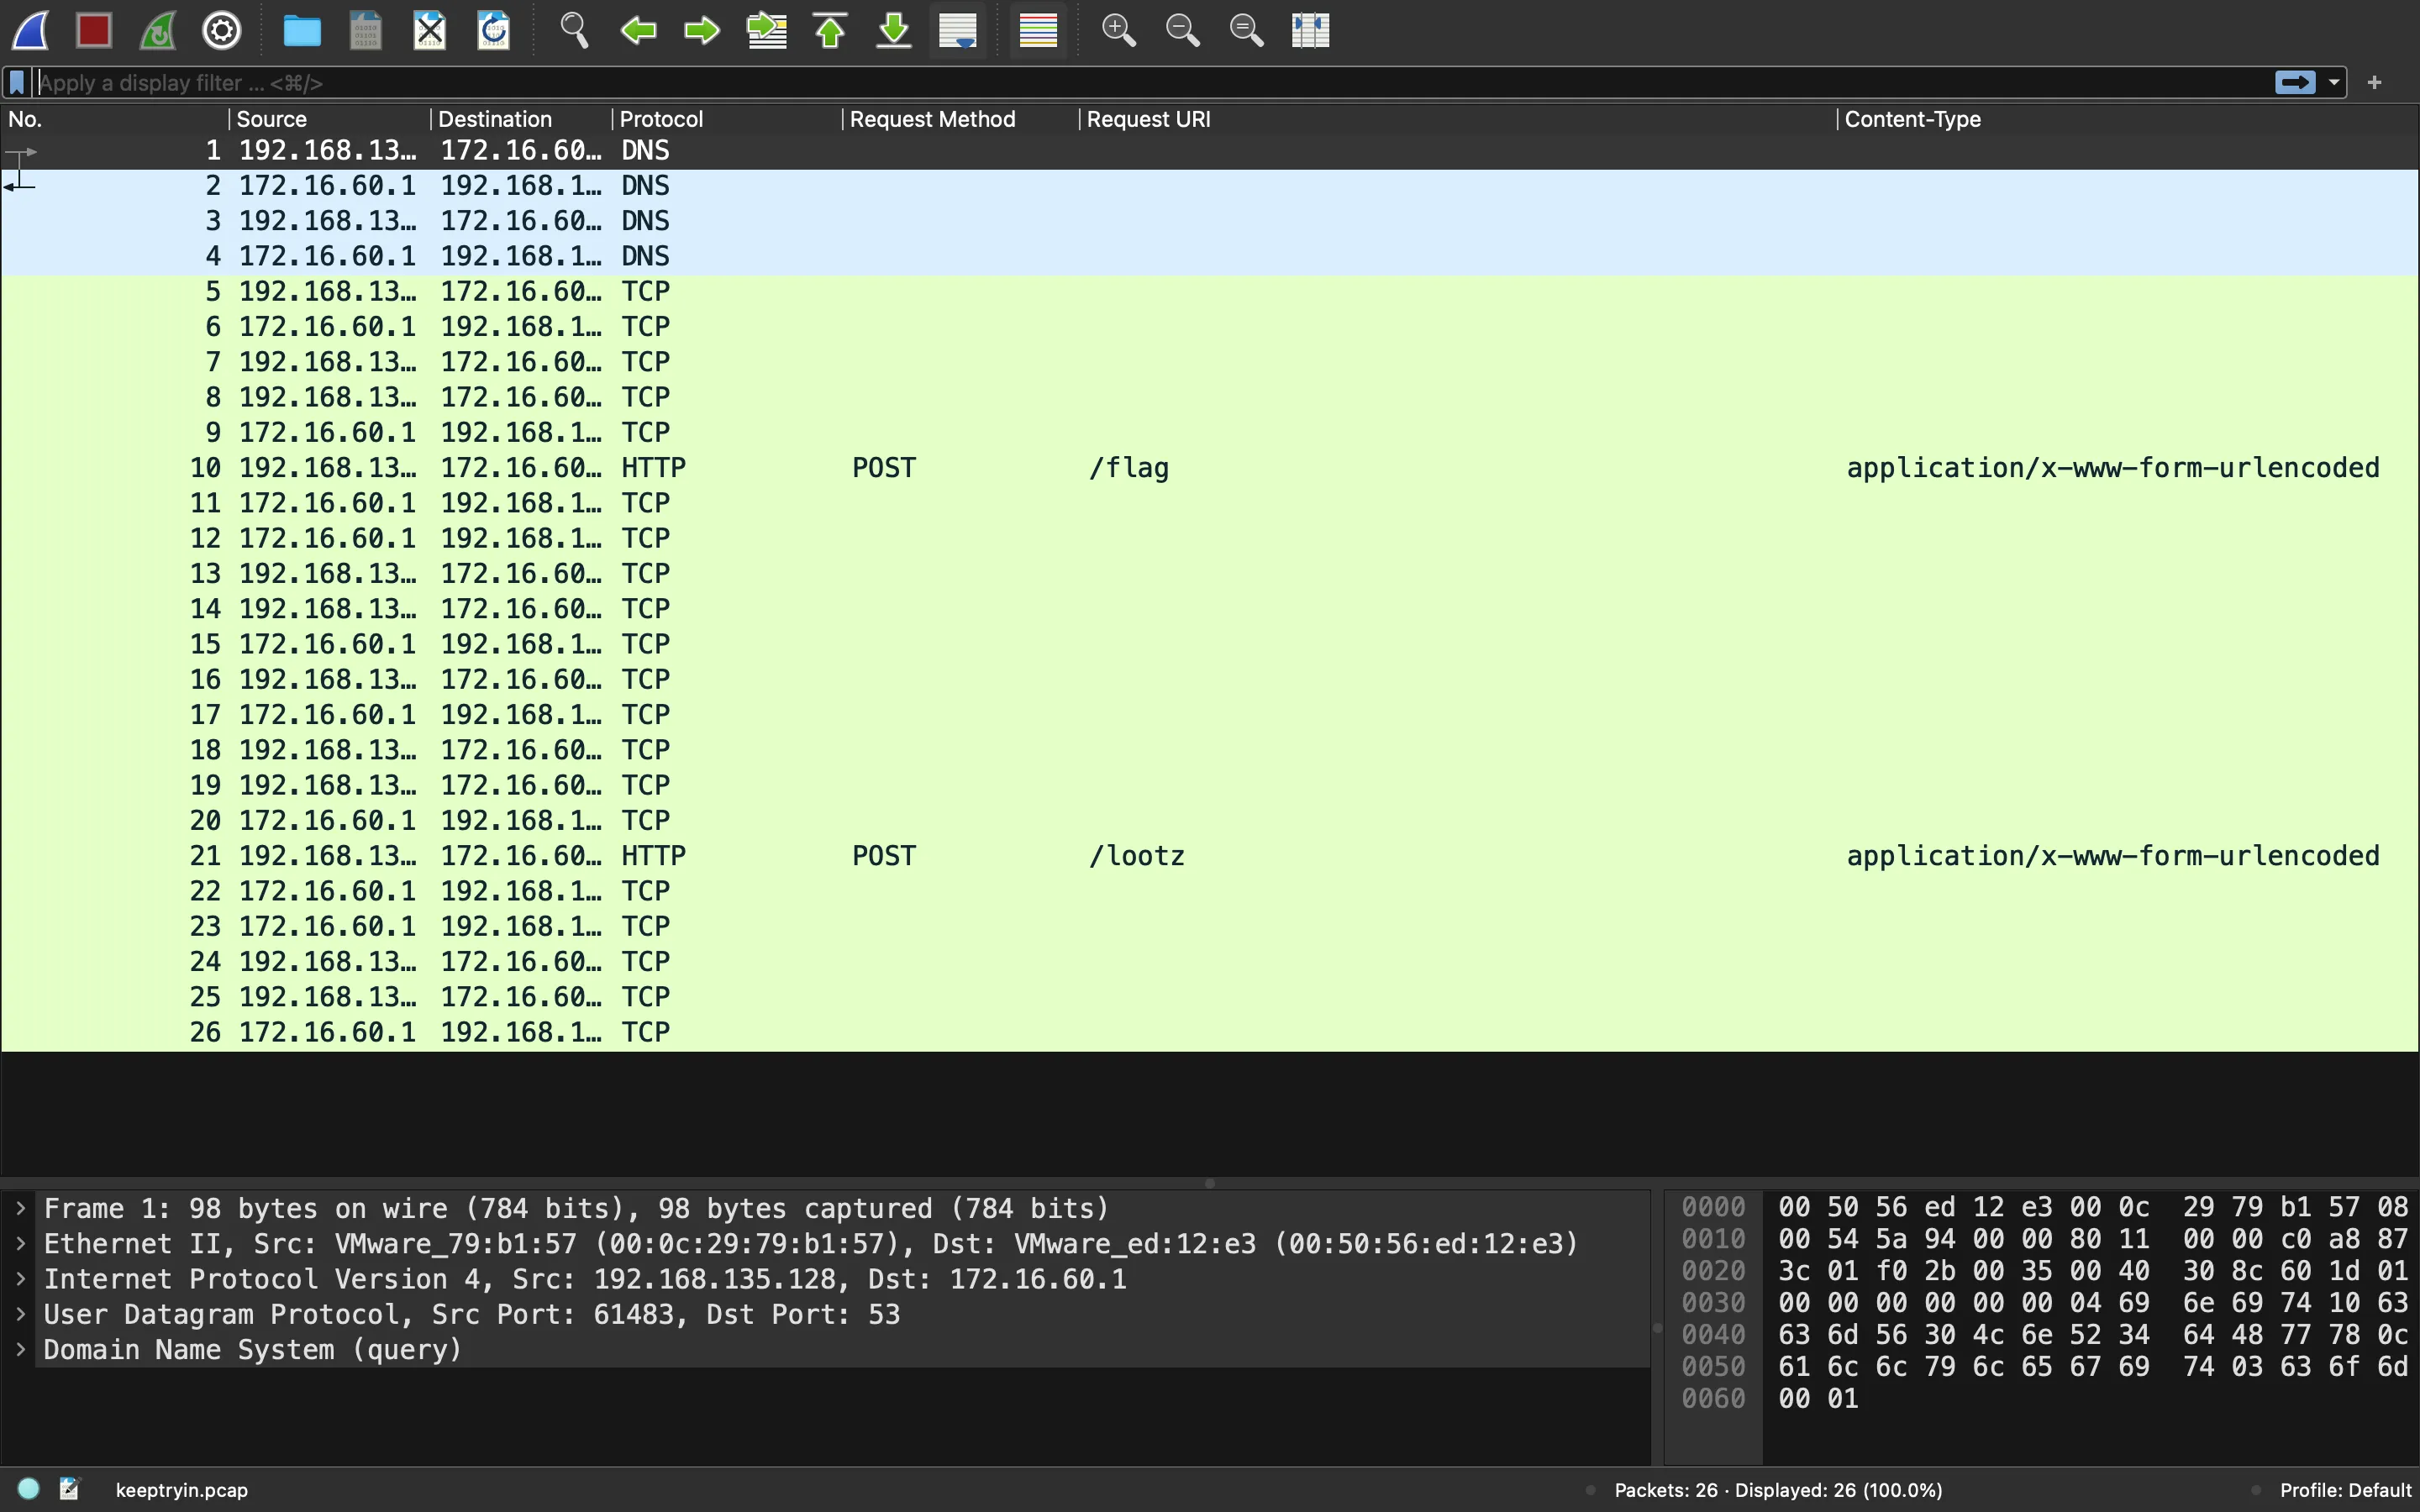 Apply a display filter ... <⌘/>
No. Source Destination Protocol Request Method Request URI Content-Type
1 192.168.13… 172.16.60… DNS
2 172.16.60.1 192.168.1… DNS
3 192.168.13… 172.16.60… DNS
4 172.16.60.1 192.168.1… DNS
5 192.168.13… 172.16.60… TCP
6 172.16.60.1 192.168.1… TCP
7 192.168.13… 172.16.60… TCP
8 192.168.13… 172.16.60… TCP
9 172.16.60.1 192.168.1… TCP
10 192.168.13… 172.16.60… HTTP POST /flag application/x-www-form-urlencoded
11 172.16.60.1 192.168.1… TCP
12 172.16.60.1 192.168.1… TCP
13 192.168.13… 172.16.60… TCP
14 192.168.13… 172.16.60… TCP
15 172.16.60.1 192.168.1… TCP
16 192.168.13… 172.16.60… TCP
17 172.16.60.1 192.168.1… TCP
18 192.168.13… 172.16.60… TCP
19 192.168.13… 172.16.60… TCP
20 172.16.60.1 192.168.1… TCP
21 192.168.13… 172.16.60… HTTP POST /lootz application/x-www-form-urlencoded
22 172.16.60.1 192.168.1… TCP
23 172.16.60.1 192.168.1… TCP
24 192.168.13… 172.16.60… TCP
25 192.168.13… 172.16.60… TCP
26 172.16.60.1 192.168.1… TCP
Frame 1: 98 bytes on wire (784 bits), 98 bytes captured (784 bits)
Ethernet II, Src: VMware_79:b1:57 (00:0c:29:79:b1:57), Dst: VMware_ed:12:e3 (00:50:56:ed:12:e3)
Internet Protocol Version 4, Src: 192.168.135.128, Dst: 172.16.60.1
User Datagram Protocol, Src Port: 61483, Dst Port: 53
Domain Name System (query)
0000 00 50 56 ed 12 e3 00 0c 29 79 b1 57 08
0010 00 54 5a 94 00 00 80 11 00 00 c0 a8 87
0020 3c 01 f0 2b 00 35 00 40 30 8c 60 1d 01
0030 00 00 00 00 00 00 04 69 6e 69 74 10 63
0040 63 6d 56 30 4c 6e 52 34 64 48 77 78 0c
0050 61 6c 6c 79 6c 65 67 69 74 03 63 6f 6d
0060 00 01
keeptryin.pcap
Packets: 26 · Displayed: 26 (100.0%)
Profile: Default